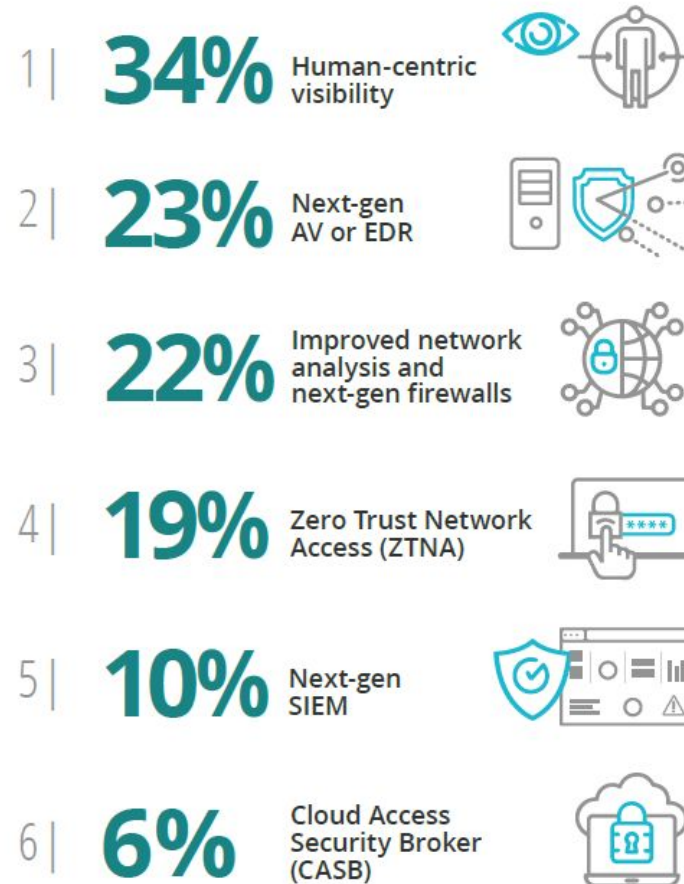 1| 34% Human-centric
visibility
2| 23% Next-gen
AV or EDR
3| 22% Improved network
analysis and
next-gen firewalls
4| 19% Zero Trust Network
Access (ZTNA)
****
5| 10% Next-gen
SIEM
6| 6% Cloud Access
Security Broker
(CASB)